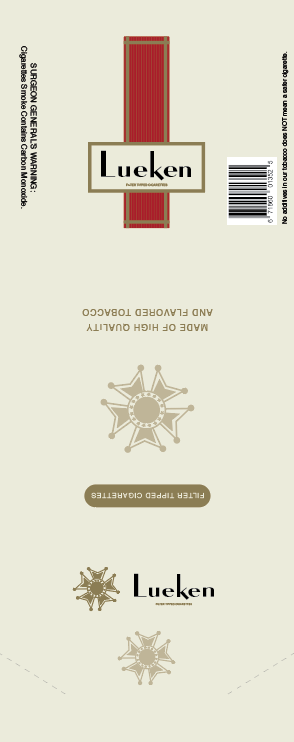 SURGEON GENERALS WARNING:
Cigarettes Smoke Contains Carbon Monoxide.
Lueken
FILTER TIPPED CIGARETTES
6 71860 01352 5
No additives in our tobacco does NOT mean a safer cigarette.
MADE OF HIGH QUALITY
AND FLAVORED TOBACCO
FILTER TIPPED CIGARETTES
Lueken
FILTER TIPPED CIGARETTES